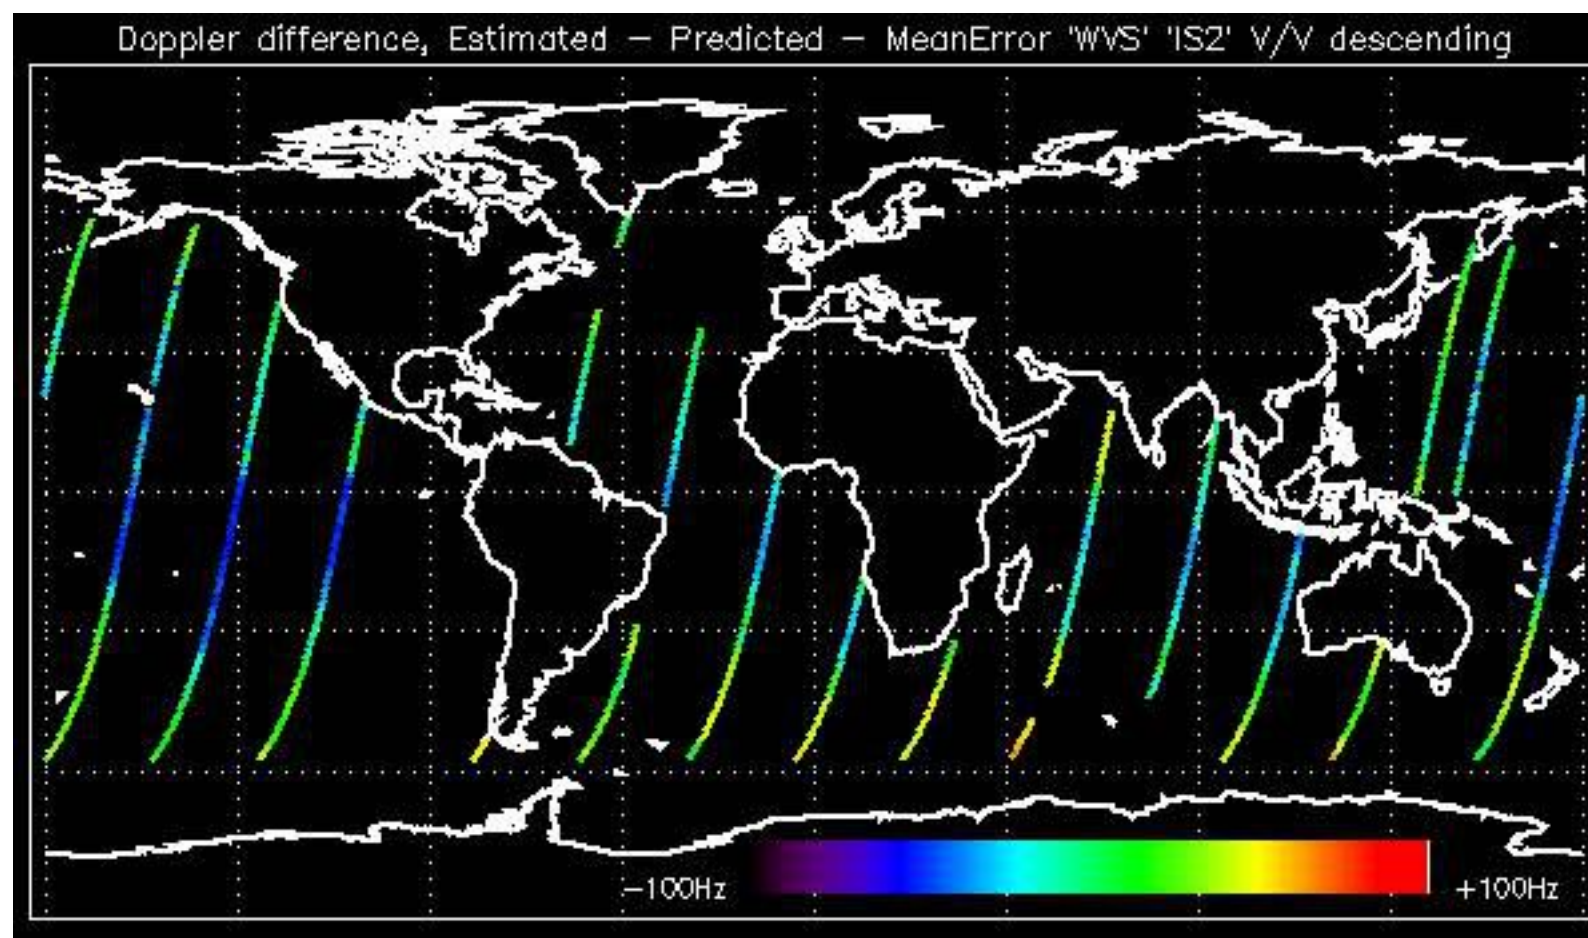 Doppler difference, Estimated – Predicted – MeanError 'WVS' 'IS2' V/V descending
−100Hz
+100Hz